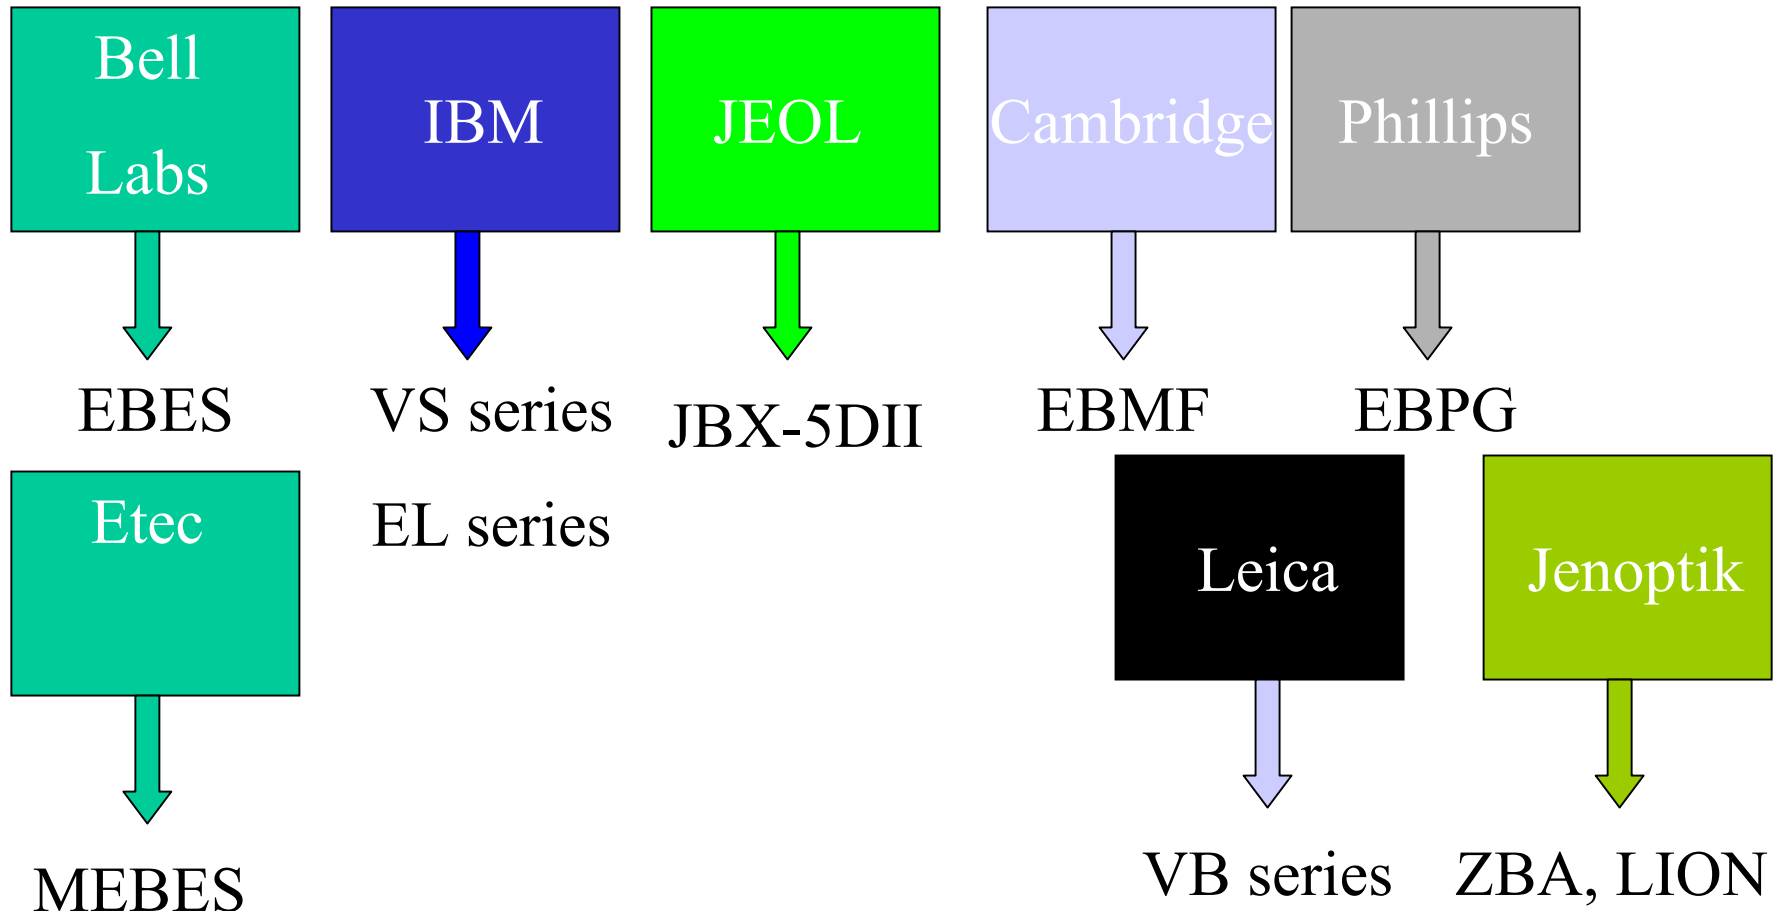 Bell
Labs
IBM
JEOL
Cambridge
Phillips
EBES
VS series
JBX-5DII
EBMF
EBPG
Etec
EL series
Leica
Jenoptik
MEBES
VB series
ZBA, LION